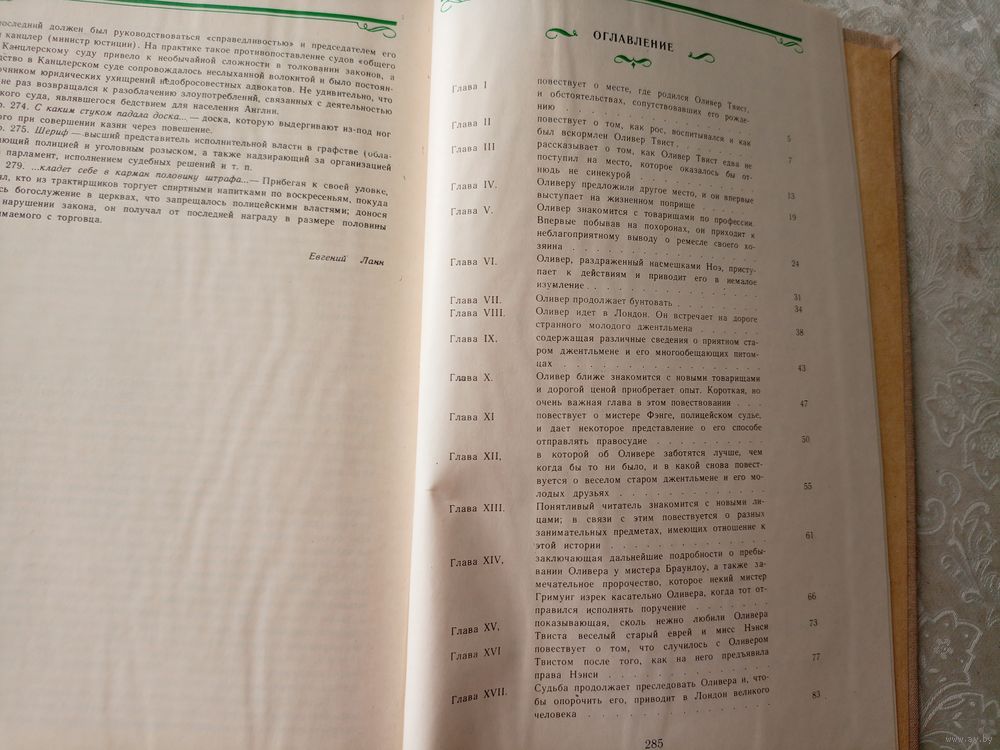 последний должен был руководствоваться «справедливостью» и председателем его
канцлер (министр юстиции). На практике такое противопоставление судов «общего
Канцлерскому суду привело к необычайной сложности в толковании законов, а
в Канцлерском суде сопровождалось неслыханной волокитой и было постоян-
юридических ухищрений недобросовестных адвокатов. Не удивительно, что
не раз возвращался к разоблачению злоупотреблений, связанных с деятельностью
суда, являвшегося бедствием для населения Англии.
274. С каким стуком падала доска... — доска, которую выдергивают из-под ног
при совершении казни через повешение.
275. Шериф — высший представитель исполнительной власти в графстве (обла-
полицией и уголовным розыском, а также надзирающий за организацией
парламент, исполнением судебных решений и т. п.
279. ...кладет себе в карман половину штрафа... — Прибегая к своей уловке,
кто из трактирщиков торгует спиртными напитками по воскресеньям, покуда
богослужение в церквах, что запрещалось полицейскими властями; донося
нарушении закона, он получал от последней награду в размере половины
с торговца.
Евгений Ланн
ОГЛАВЛЕНИЕ
Глава I повествует о месте, где родился Оливер Твист,
и обстоятельствах, сопутствовавших его рожде-
нию . . . . . . . . . . 5
Глава II повествует о том, как рос, воспитывался и как
был вскормлен Оливер Твист. . . . . . 7
Глава III рассказывает о том, как Оливер Твист едва не
поступил на место, которое оказалось бы от-
нюдь не синекурой . . . . . . . 13
Глава IV. Оливеру предложили другое место, и он впервые
выступает на жизненном поприще . . . . . 19
Глава V. Оливер знакомится с товарищами по профессии.
Впервые побывав на похоронах, он приходит к
неблагоприятному выводу о ремесле своего хо-
зяина . . . . . . . . . . 24
Глава VI. Оливер, раздраженный насмешками Ноэ, присту-
пает к действиям и приводит его в немалое
изумление . . . . . . . . . . 31
Глава VII. Оливер продолжает бунтовать . . . . . . 34
Глава VIII. Оливер идет в Лондон. Он встречает на дороге
странного молодого джентльмена . . . . . 38
Глава IX. содержащая различные сведения о приятном ста-
ром джентльмене и его многообещающих питом-
цах . . . . . . . . . . 43
Глава X. Оливер ближе знакомится с новыми товарищами
и дорогой ценой приобретает опыт. Короткая, но
очень важная глава в этом повествовании . . . 47
Глава XI повествует о мистере Фэнге, полицейском судье,
и дает некоторое представление о его способе
отправлять правосудие . . . . . . . . 50
Глава XII, в которой об Оливере заботятся лучше, чем
когда бы то ни было, и в какой снова повест-
вуется о веселом старом джентльмене и его мо-
лодых друзьях . . . . . . . . . . 55
Глава XIII. Понятливый читатель знакомится с новыми ли-
цами; в связи с этим повествуется о разных
занимательных предметах, имеющих отношение к
этой истории . . . . . . . . . . 61
Глава XIV, заключающая дальнейшие подробности о пребы-
вании Оливера у мистера Браунлоу, а также за-
мечательное пророчество, которое некий мистер
Гримуиг изрек касательно Оливера, когда тот от-
правился исполнять поручение . . . . . . 66
Глава XV, показывающая, сколь нежно любили Оливера
Твиста веселый старый еврей и мисс Нэнси 73
Глава XVI повествует о том, что случилось с Оливером
Твистом после того, как на него предъявила
права Нэнси . . . . . . . . . . 77
Глава XVII. Судьба продолжает преследовать Оливера и, что-
бы опорочить его, приводит в Лондон великого
человека . . . . . . . . . . 83
285
www.ay.by